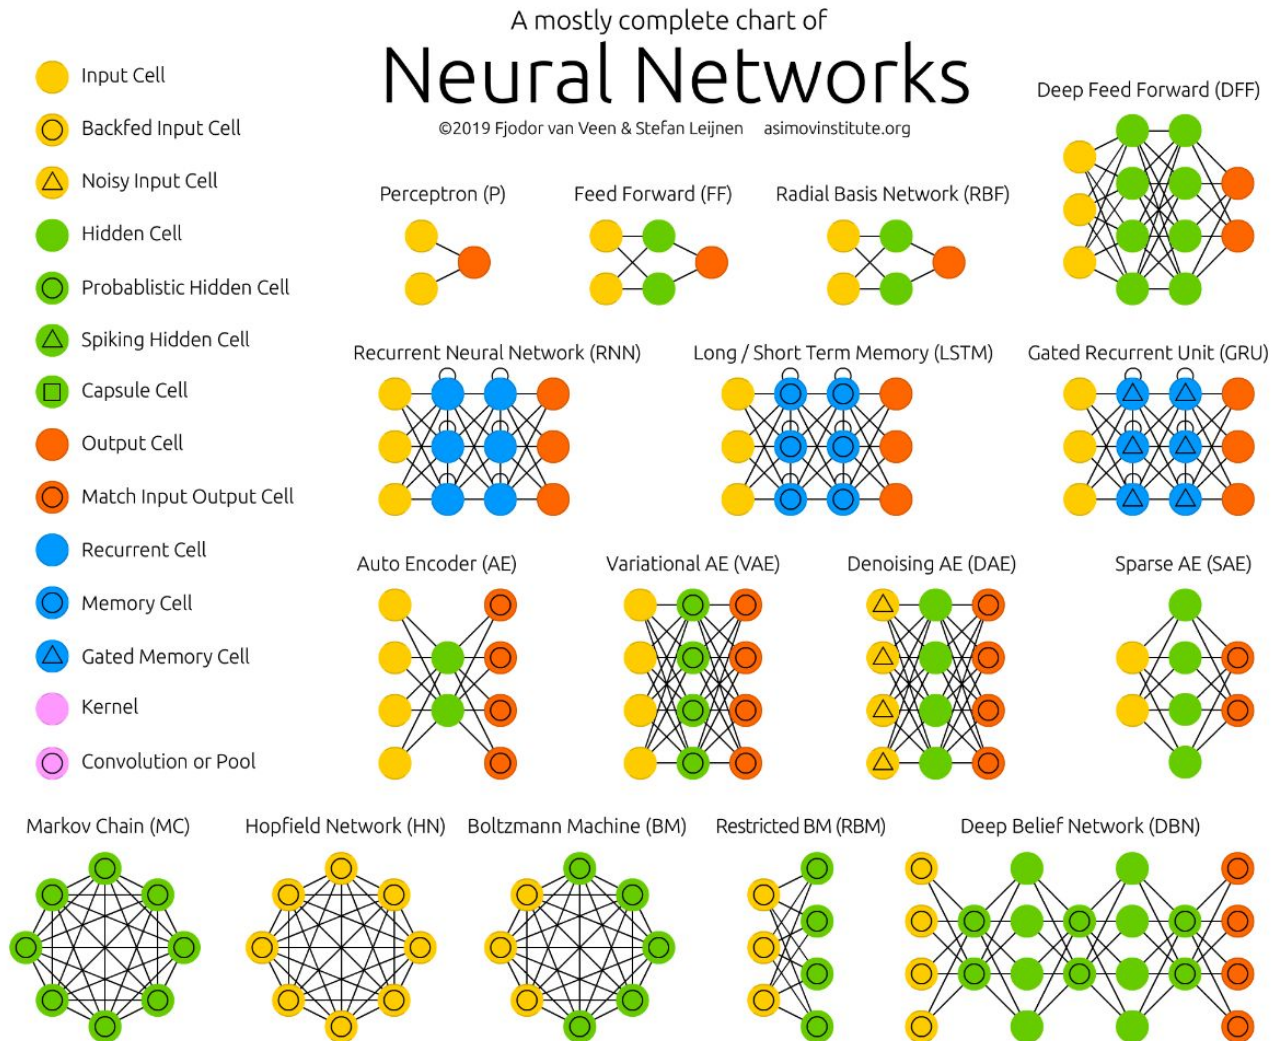 A mostly complete chart of
Neural Networks
©2019 Fjodor van Veen & Stefan Leijnen asimovinstitute.org
Input Cell
Backfed Input Cell
Noisy Input Cell
Hidden Cell
Probablistic Hidden Cell
Spiking Hidden Cell
Capsule Cell
Output Cell
Match Input Output Cell
Recurrent Cell
Memory Cell
Gated Memory Cell
Kernel
Convolution or Pool
Deep Feed Forward (DFF)
Perceptron (P)
Feed Forward (FF)
Radial Basis Network (RBF)
Recurrent Neural Network (RNN)
Long / Short Term Memory (LSTM)
Gated Recurrent Unit (GRU)
Auto Encoder (AE)
Variational AE (VAE)
Denoising AE (DAE)
Sparse AE (SAE)
Markov Chain (MC)
Hopfield Network (HN)
Boltzmann Machine (BM)
Restricted BM (RBM)
Deep Belief Network (DBN)